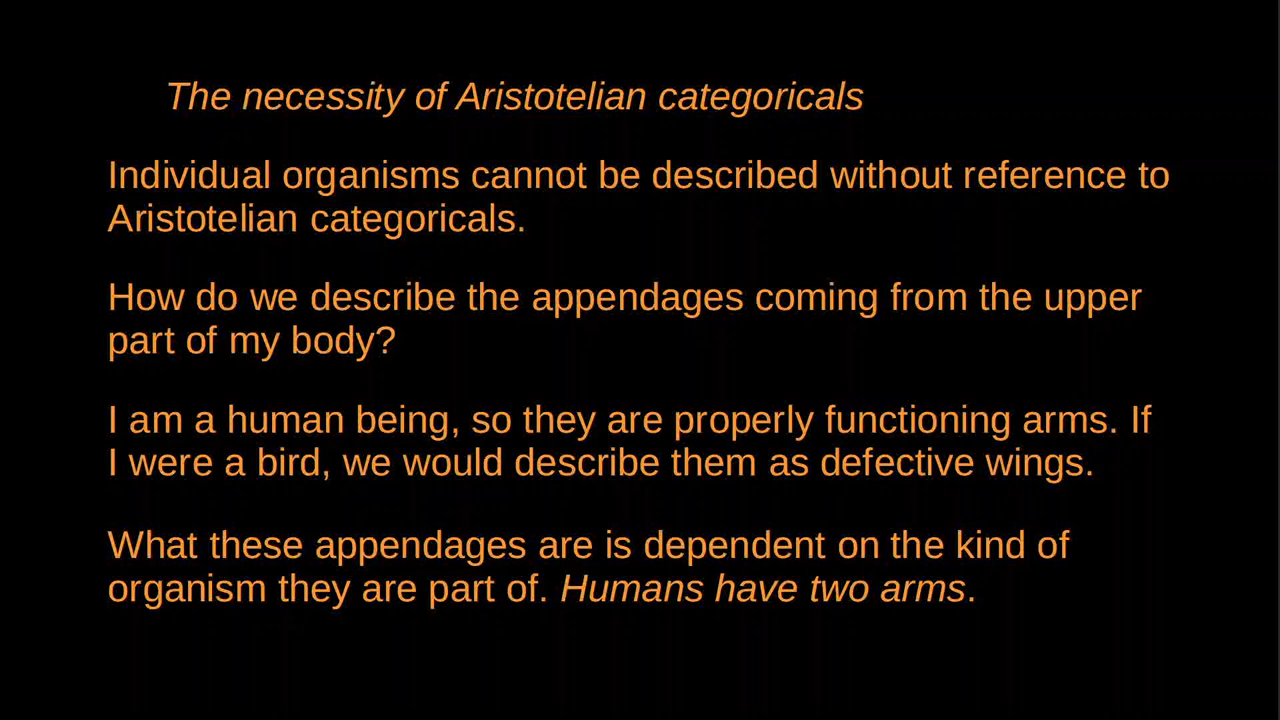 The necessity of Aristotelian categoricals
Individual organisms cannot be described without reference to
Aristotelian categoricals.
How do we describe the appendages coming from the upper
part of my body?
I am a human being, so they are properly functioning arms. If
I were a bird, we would describe them as defective wings.
What these appendages are is dependent on the kind of
organism they are part of. Humans have two arms.